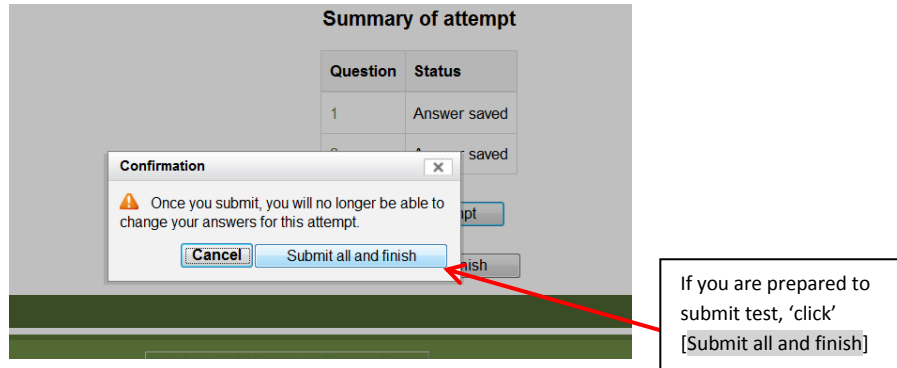 Summary of attempt
Question Status
1 Answer saved
saved
Confirmation
Once you submit, you will no longer be able to
change your answers for this attempt.
Cancel Submit all and finish
If you are prepared to
submit test, ‘click’
[Submit all and finish]